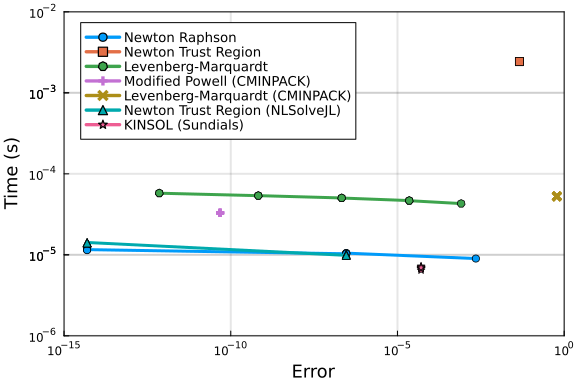 10⁻²
10⁻³
10⁻⁴
10⁻⁵
10⁻⁶
Time (s)
Newton Raphson
Newton Trust Region
Levenberg-Marquardt
Modified Powell (CMINPACK)
Levenberg-Marquardt (CMINPACK)
Newton Trust Region (NLSolveJL)
KINSOL (Sundials)
10⁻¹⁵ 10⁻¹⁰ 10⁻⁵ 10⁰
Error